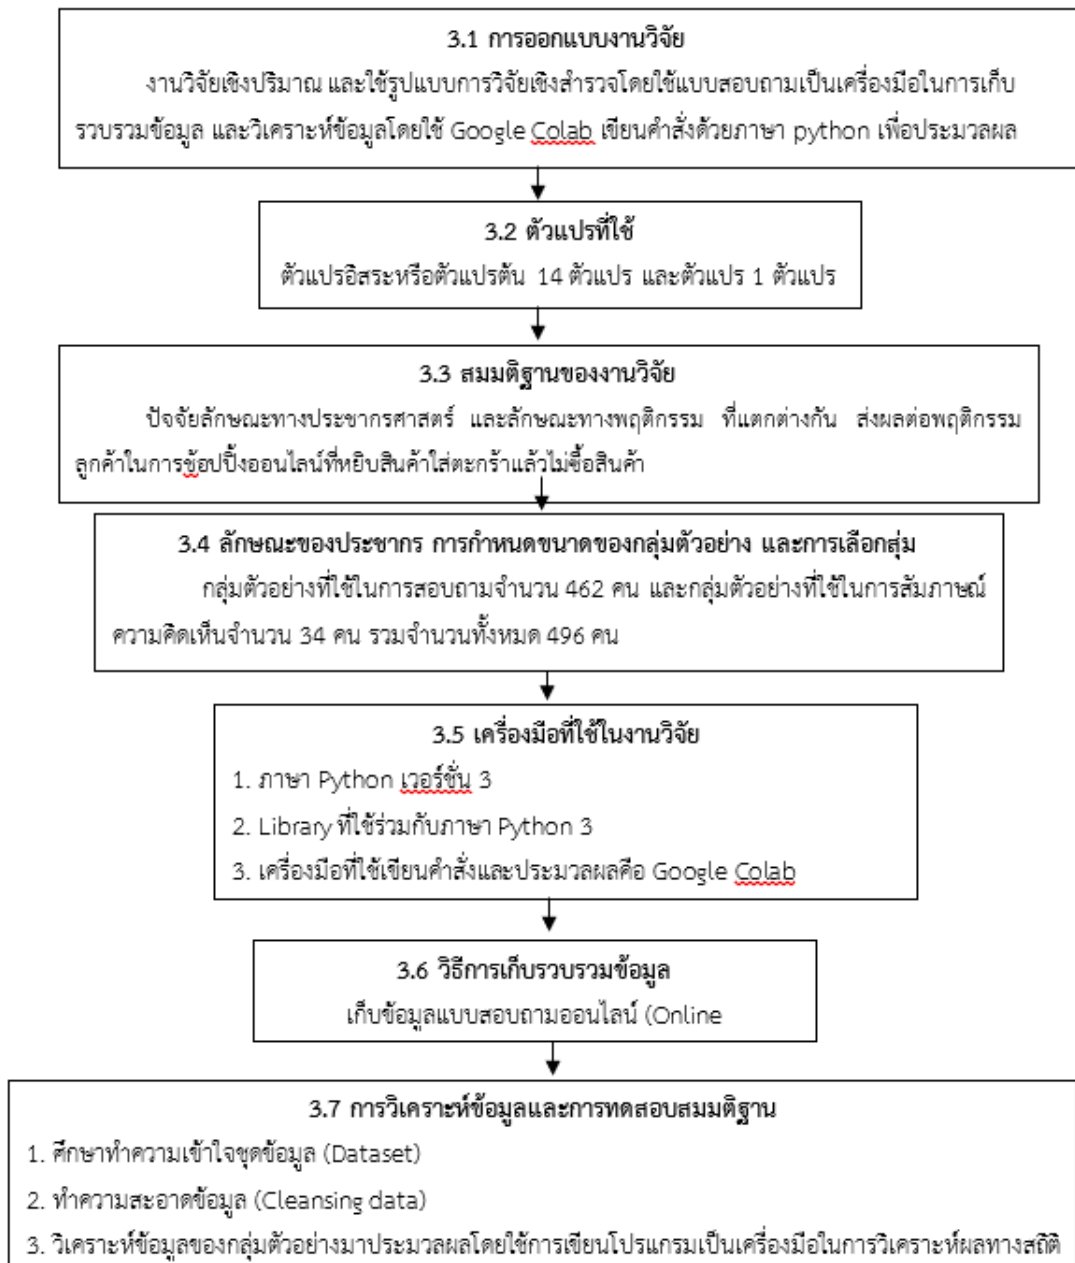 3.1 การออกแบบงานวิจัย
งานวิจัยเชิงปริมาณ และใช้รูปแบบการวิจัยเชิงสำรวจโดยใช้แบบสอบถามเป็นเครื่องมือในการเก็บ
รวบรวมข้อมูล และวิเคราะห์ข้อมูลโดยใช้ Google Colab เขียนคำสั่งด้วยภาษา python เพื่อประมวลผล
3.2 ตัวแปรที่ใช้
ตัวแปรอิสระหรือตัวแปรต้น 14 ตัวแปร และตัวแปร 1 ตัวแปร
3.3 สมมติฐานของงานวิจัย
ปัจจัยลักษณะทางประชากรศาสตร์ และลักษณะทางพฤติกรรม ที่แตกต่างกัน ส่งผลต่อพฤติกรรม
ลูกค้าในการช้อปปิ้งออนไลน์ที่หยิบสินค้าใส่ตะกร้าแล้วไม่ซื้อสินค้า
3.4 ลักษณะของประชากร การกำหนดขนาดของกลุ่มตัวอย่าง และการเลือกสุ่ม
กลุ่มตัวอย่างที่ใช้ในการสอบถามจำนวน 462 คน และกลุ่มตัวอย่างที่ใช้ในการสัมภาษณ์
ความคิดเห็นจำนวน 34 คน รวมจำนวนทั้งหมด 496 คน
3.5 เครื่องมือที่ใช้ในงานวิจัย
1. ภาษา Python เวอร์ชั่น 3
2. Library ที่ใช้ร่วมกับภาษา Python 3
3. เครื่องมือที่ใช้เขียนคำสั่งและประมวลผลคือ Google Colab
3.6 วิธีการเก็บรวบรวมข้อมูล
เก็บข้อมูลแบบสอบถามออนไลน์ (Online
3.7 การวิเคราะห์ข้อมูลและการทดสอบสมมติฐาน
1. ศึกษาทำความเข้าใจชุดข้อมูล (Dataset)
2. ทำความสะอาดข้อมูล (Cleansing data)
3. วิเคราะห์ข้อมูลของกลุ่มตัวอย่างมาประมวลผลโดยใช้การเขียนโปรแกรมเป็นเครื่องมือในการวิเคราะห์ผลทางสถิติ